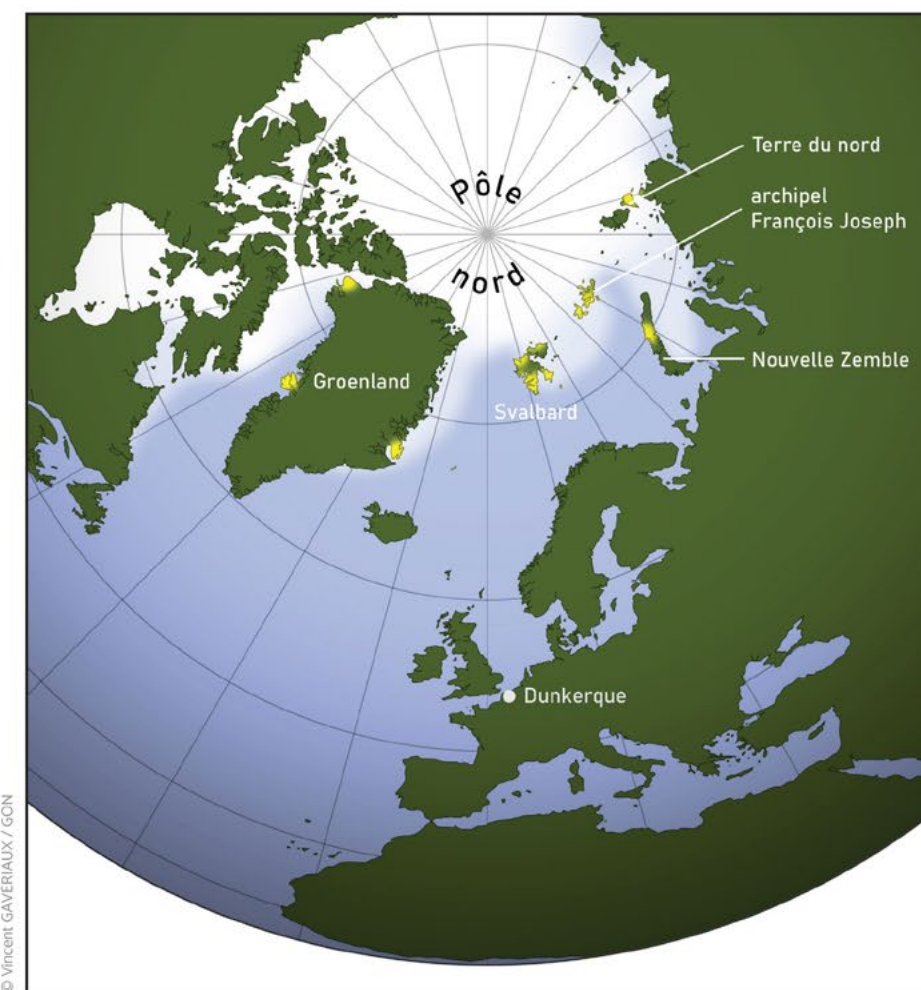 Pôle
nord
Terre du nord
archipel
François Joseph
Nouvelle Zemble
Groenland
Svalbard
Dunkerque
© Vincent GAVERIAUX / GON